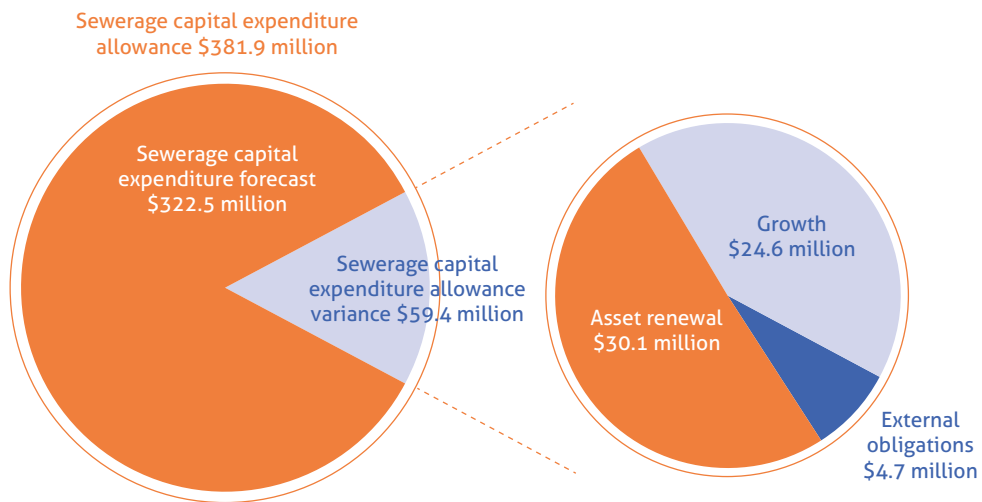 Sewerage capital expenditure
allowance $381.9 million
Sewerage capital
expenditure forecast
$322.5 million
Sewerage capital
expenditure allowance
variance $59.4 million
Growth
$24.6 million
Asset renewal
$30.1 million
External
obligations
$4.7 million